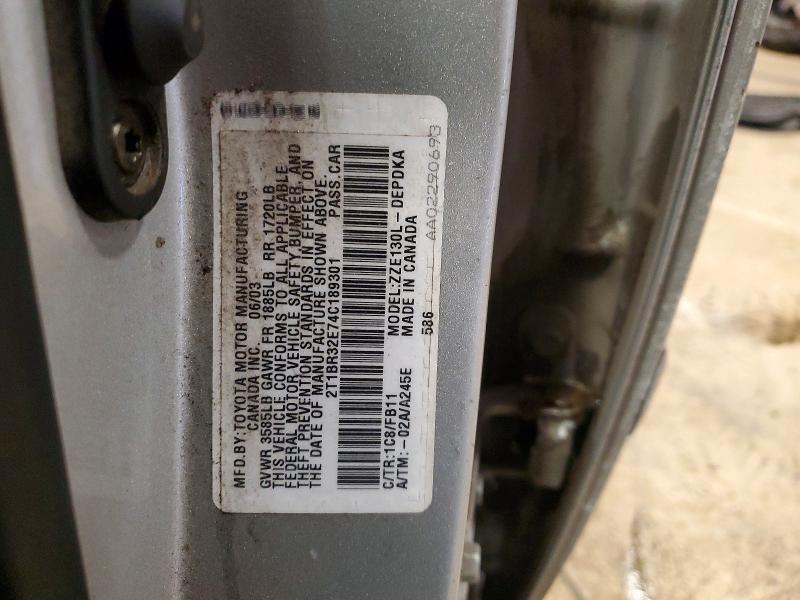 MFD.BY:TOYOTA MOTOR MANUFACTURING
CANADA INC. 06/03
GVWR 3585LB GAWR FR 1885LB RR 1720LB
THIS VEHICLE CONFORMS TO ALL APPLICABLE
FEDERAL MOTOR VEHICLE SAFETY, BUMPER, AND
THEFT PREVENTION STANDARDS IN EFFECT ON
THE DATE OF MANUFACTURE SHOWN ABOVE.
2T1BR32E74C189301 PASS.CAR
C/TR:1C8/FB11 MODEL:ZZE130L-DEPDKA
A/TM:-02A/A245E MADE IN CANADA
586
AA02290693